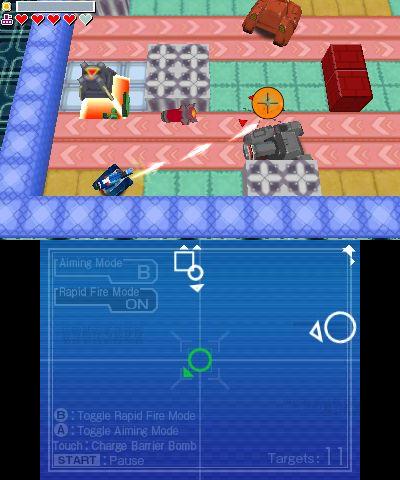 Aiming Mode
B
Rapid Fire Mode
ON
B : Toggle Rapid Fire Mode
A : Toggle Aiming Mode
Touch : Charge Barrier Bomb
START : Pause
Targets: 11